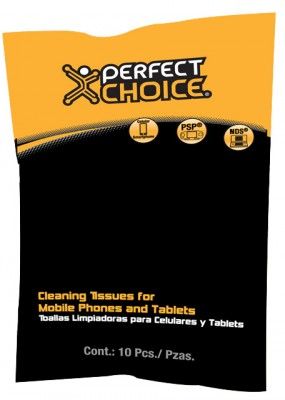 PERFECT
CHOICE®
PSP®
NDS®
Cleaning Tissues for
Mobile Phones and Tablets
Toallas Limpiadoras para Celulares y Tablets
Cont.: 10 Pcs./ Pzas.